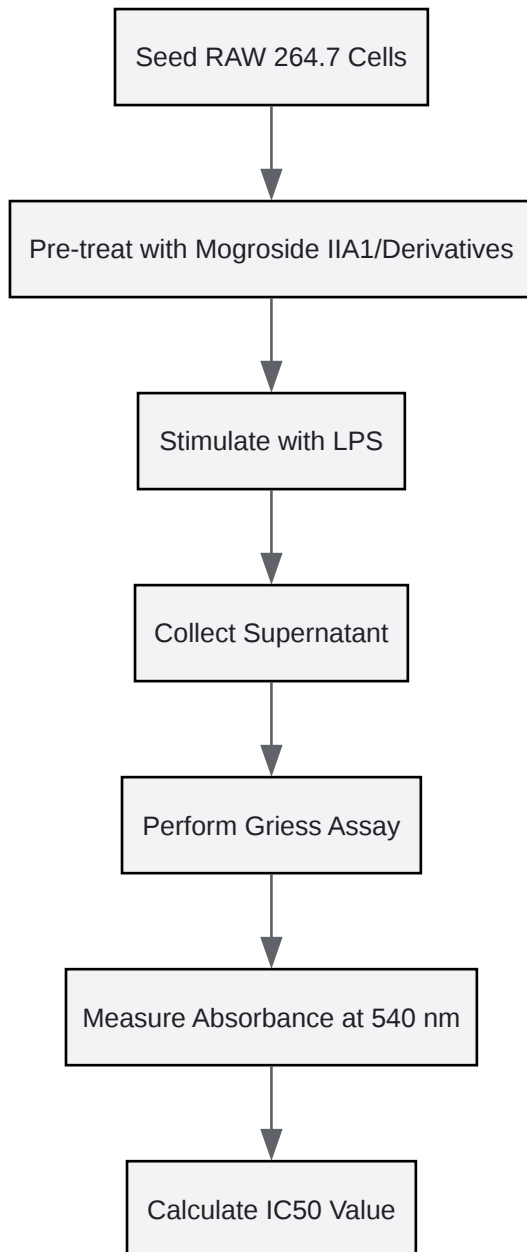 Seed RAW 264.7 Cells
Pre-treat with Mogroside IIA1/Derivatives
Stimulate with LPS
Collect Supernatant
Perform Griess Assay
Measure Absorbance at 540 nm
Calculate IC50 Value